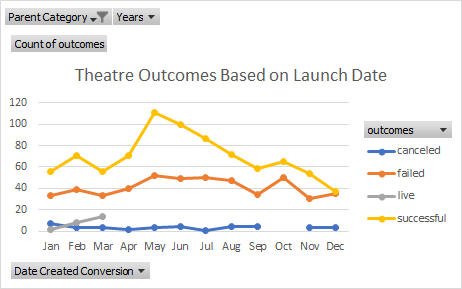 Parent Category Years
Count of outcomes
Theatre Outcomes Based on Launch Date
120
100
80
60
40
20
0
Jan Feb Mar Apr May Jun Jul Aug Sep Oct Nov Dec
outcomes
canceled
failed
live
successful
Date Created Conversion